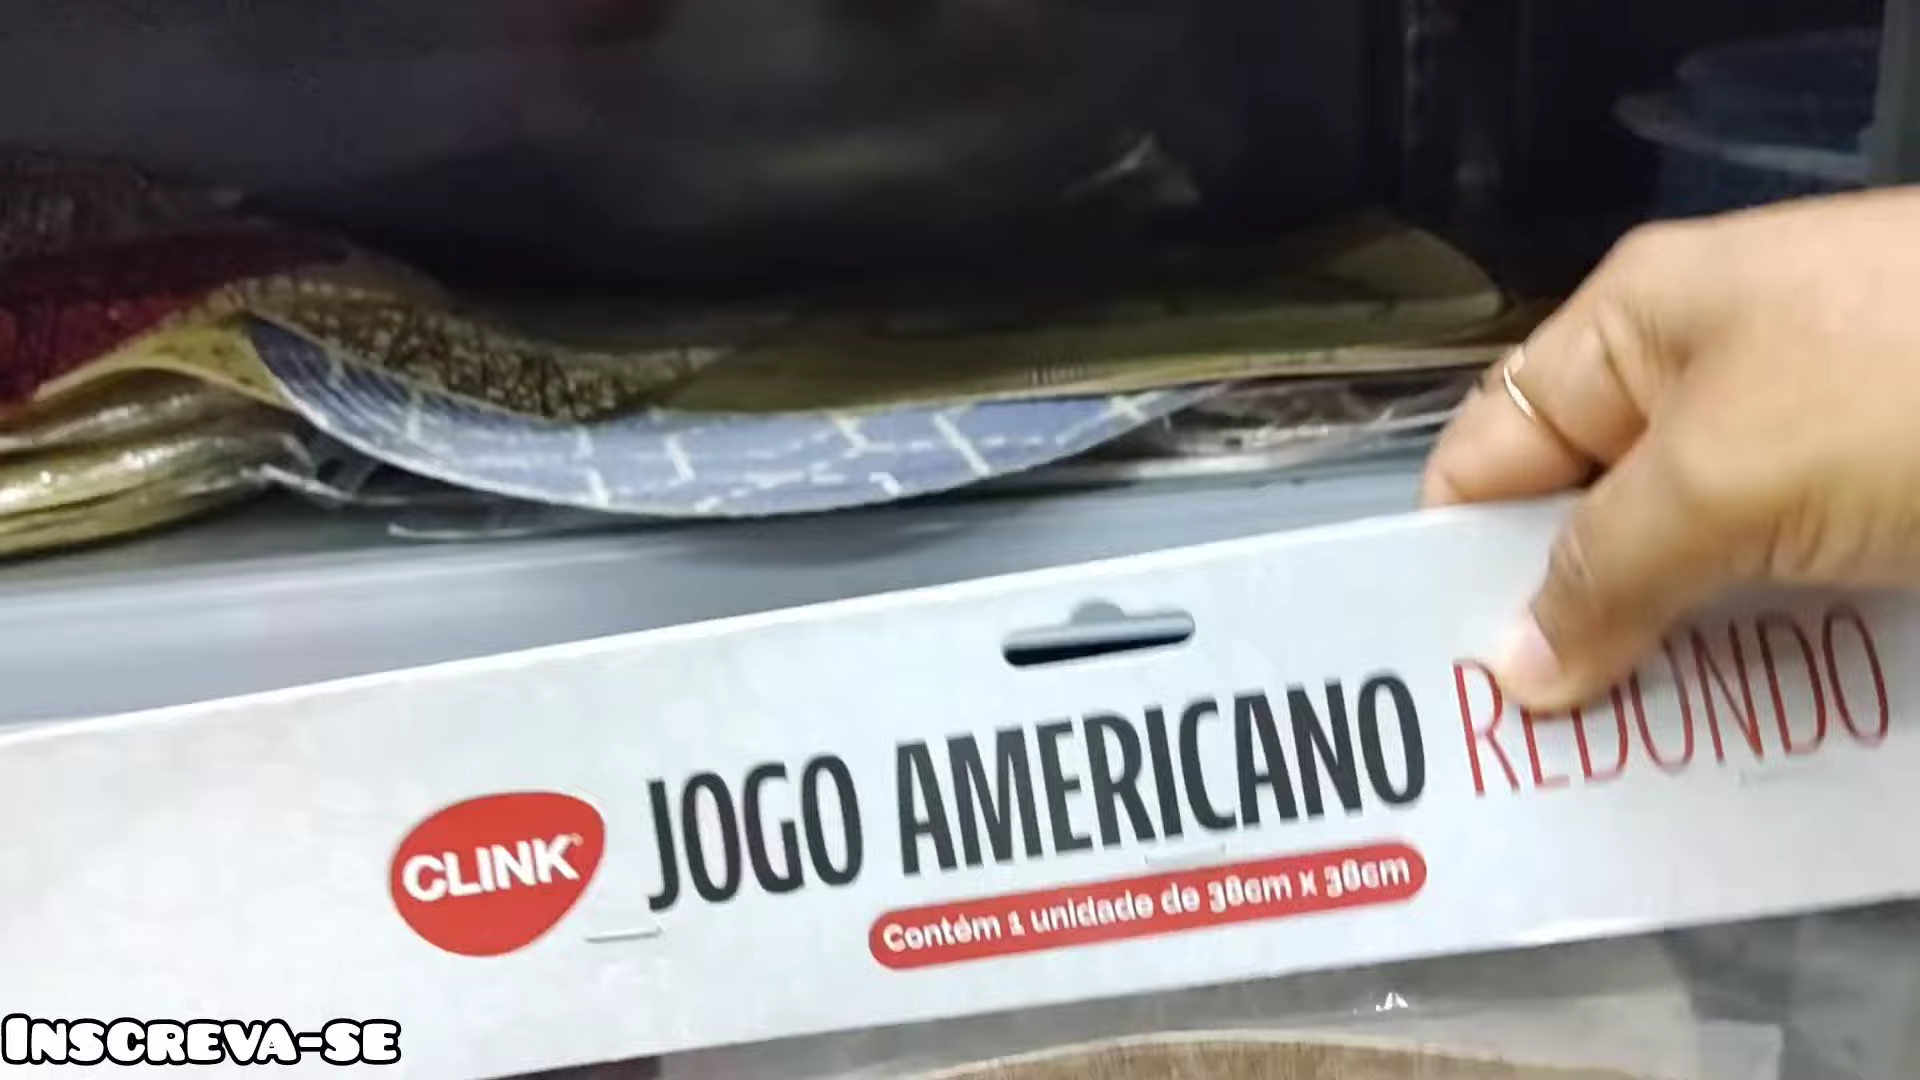 JOGO AMERICANO REDONDO
CLINK
Contém 1 unidade de 38cm x 38cm
INSCREVA-SE